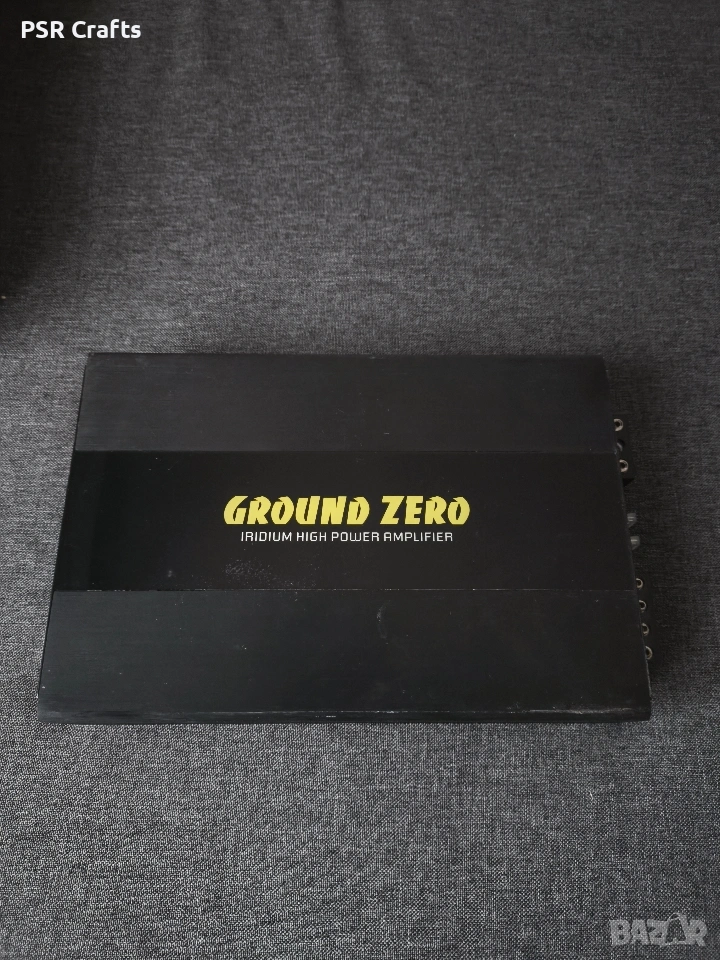 PSR Crafts
GROUND ZERO
IRIDIUM HIGH POWER AMPLIFIER
BAZAR